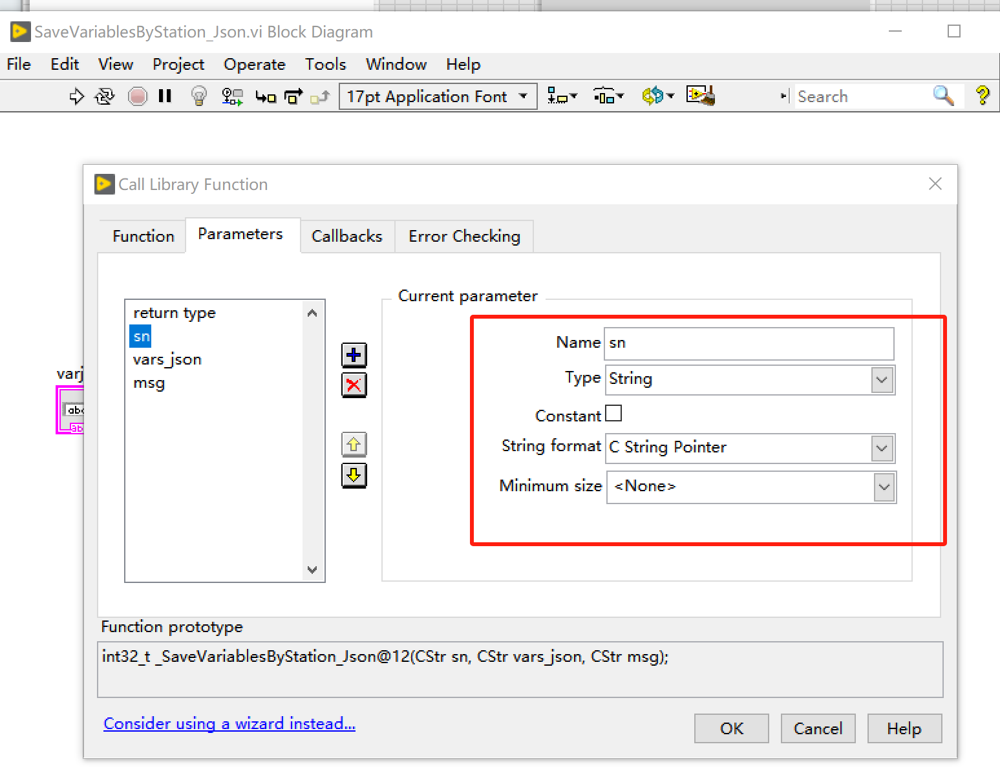 SaveVariablesByStation_Json.vi Block Diagram
File Edit View Project Operate Tools Window Help
17pt Application Font
Search
Call Library Function
Function Parameters Callbacks Error Checking
Current parameter
return type
sn
vars_json
msg
Name sn
Type String
Constant
String format C String Pointer
Minimum size <None>
varj
abc
ab
Function prototype
int32_t _SaveVariablesByStation_Json@12(CStr sn, CStr vars_json, CStr msg);
Consider using a wizard instead...
OK Cancel Help